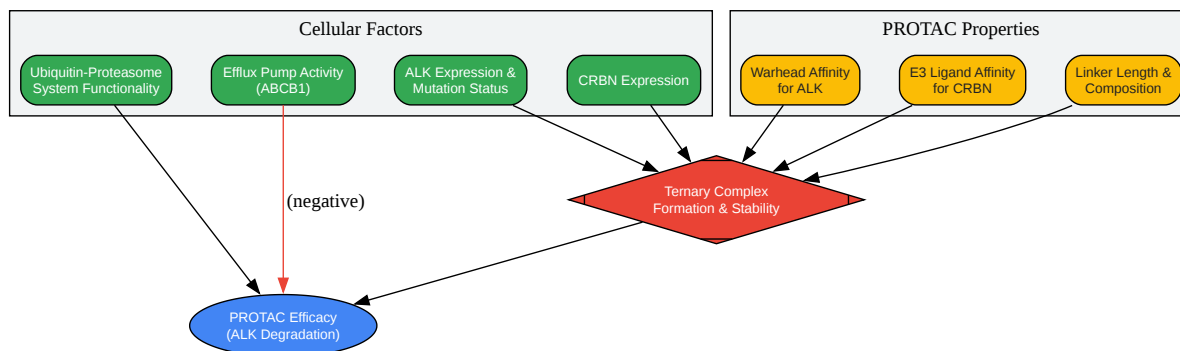 Cellular Factors
PROTAC Properties
Ubiquitin-Proteasome
System Functionality
Efflux Pump Activity
(ABCB1)
ALK Expression &
Mutation Status
CRBN Expression
Warhead Affinity
for ALK
E3 Ligand Affinity
for CRBN
Linker Length &
Composition
Ternary Complex
Formation & Stability
(negative)
PROTAC Efficacy
(ALK Degradation)